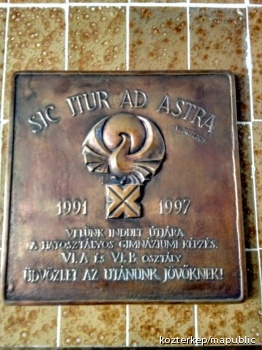 SIC ITUR AD ASTRA
1991 1997
VELÜNK INDULT ÚTJÁRA
A HATOSZTÁLYOS GIMNÁZIUMI KÉPZÉS.
VI.A ÉS VI.B OSZTÁLY
ÜDVÖZLET AZ UTÁNUNK JÖVŐKNEK!
kozterkep/mapublic